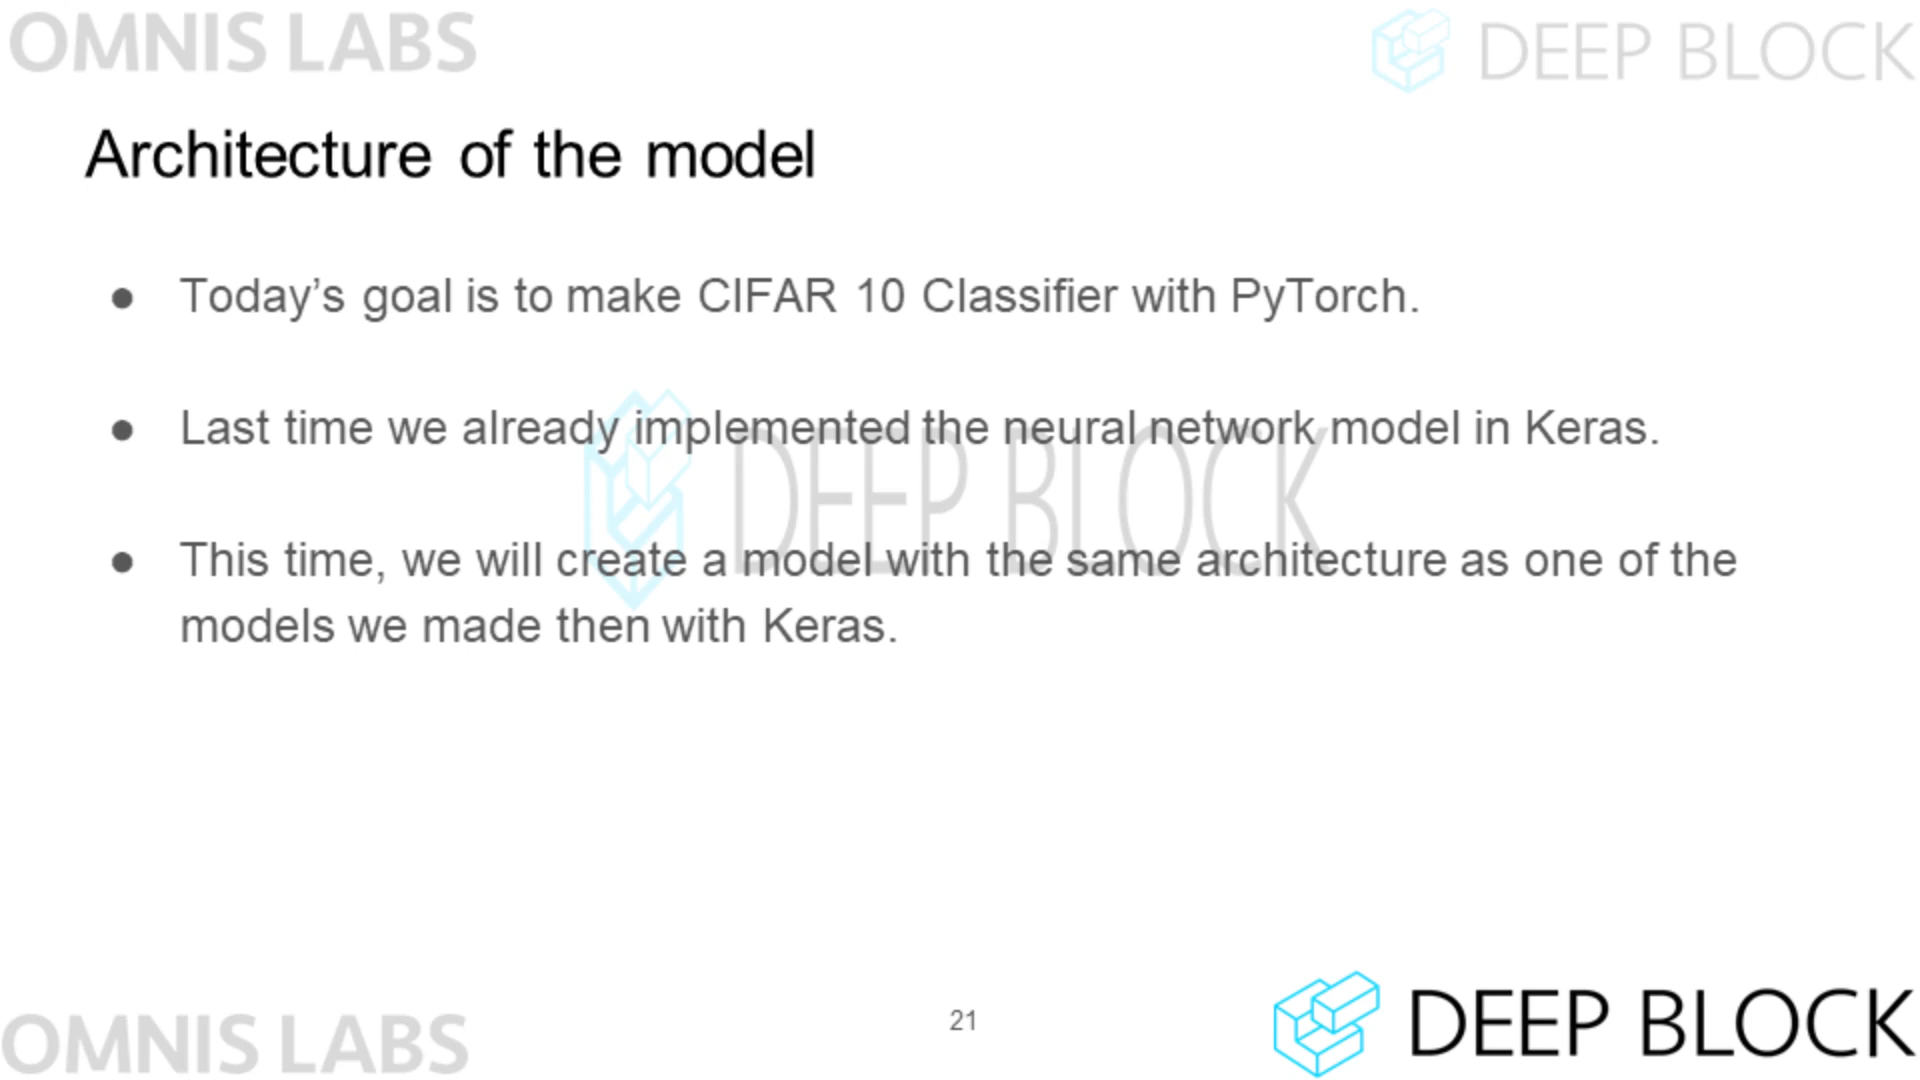 OMNIS LABS
DEEP BLOCK
Architecture of the model
● Today’s goal is to make CIFAR 10 Classifier with PyTorch.
● Last time we already implemented the neural network model in Keras.
DEEP BLOCK
● This time, we will create a model with the same architecture as one of the
models we made then with Keras.
OMNIS LABS
21
DEEP BLOCK